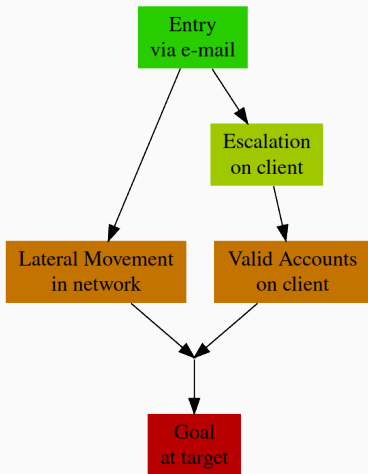 Entry
via e-mail
Escalation
on client
Lateral Movement
in network
Valid Accounts
on client
Goal
at target